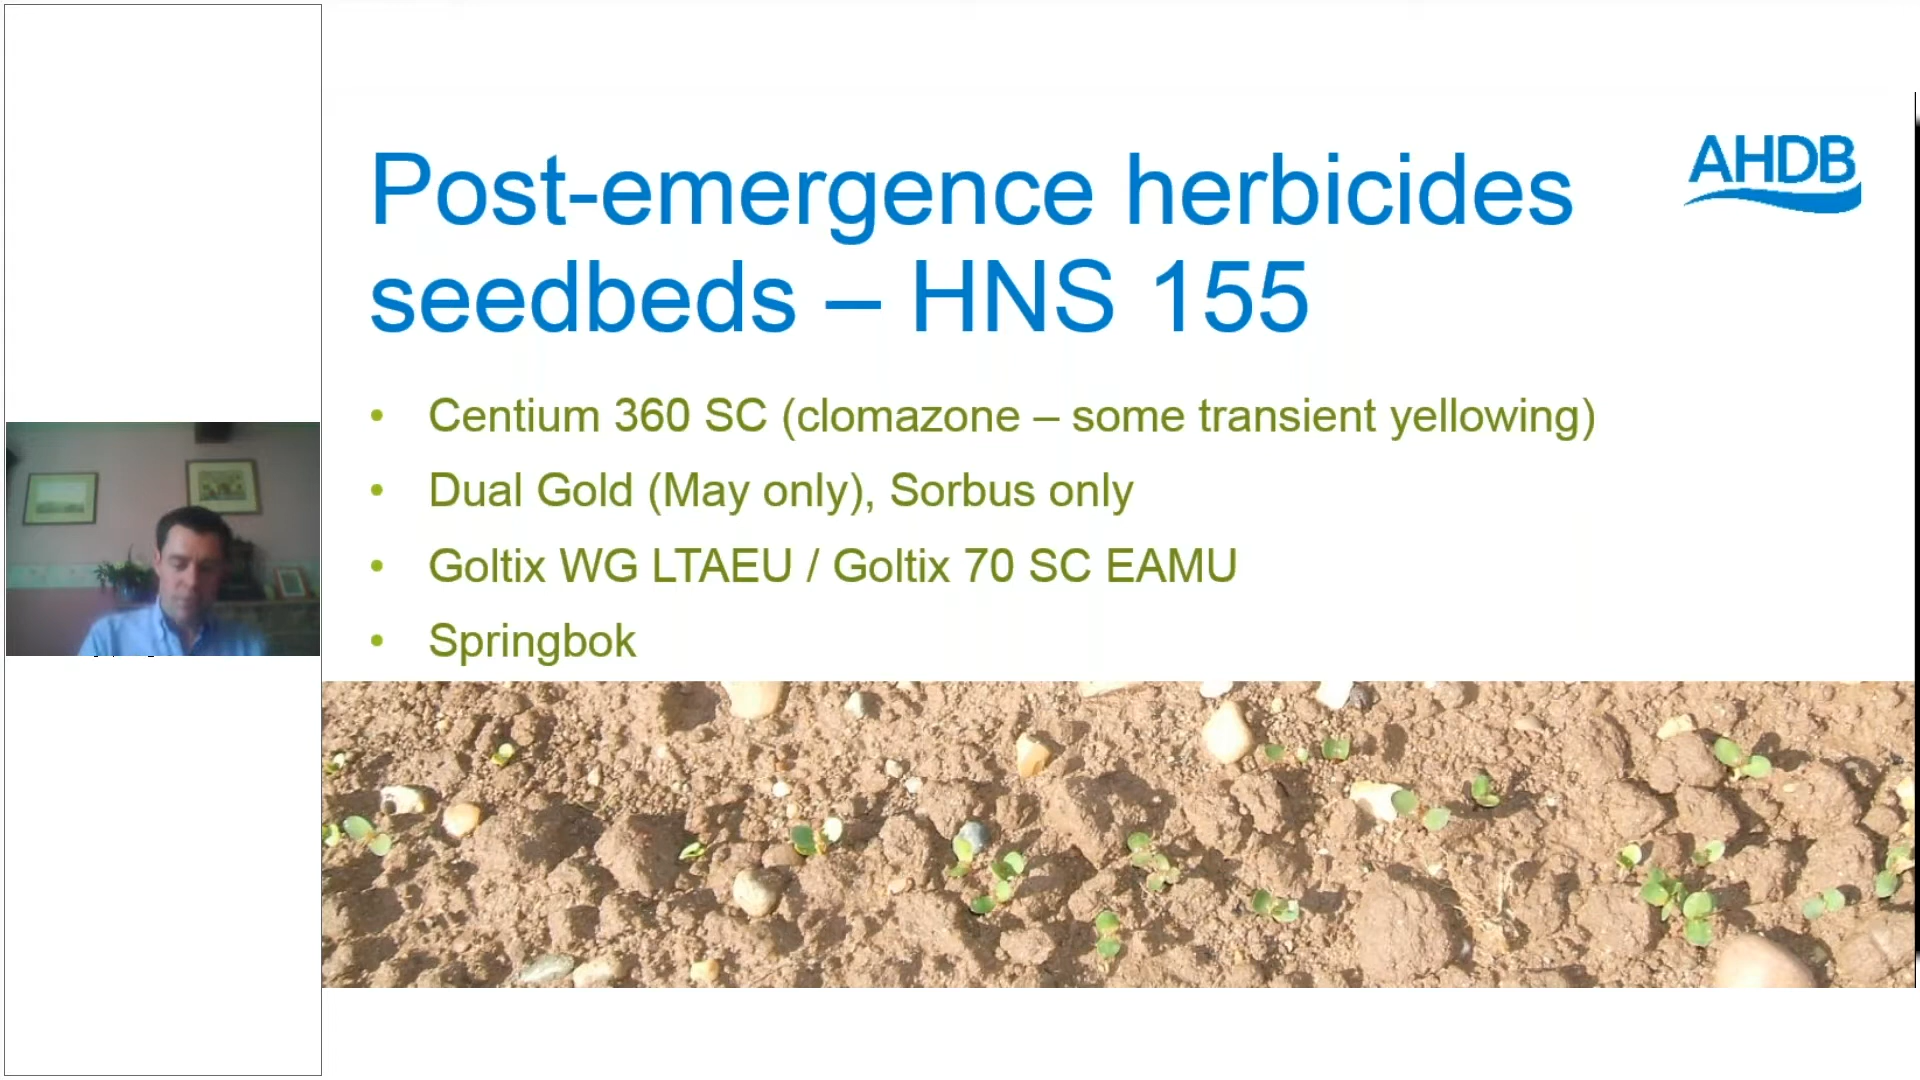 AHDB
Post-emergence herbicides
seedbeds – HNS 155
• Centium 360 SC (clomazone – some transient yellowing)
• Dual Gold (May only), Sorbus only
• Goltix WG LTAEU / Goltix 70 SC EAMU
• Springbok